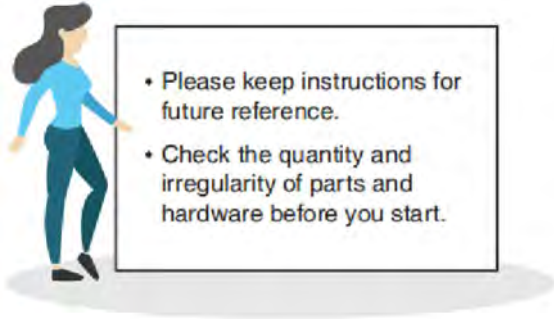 • Please keep instructions for
future reference.
• Check the quantity and
irregularity of parts and
hardware before you start.